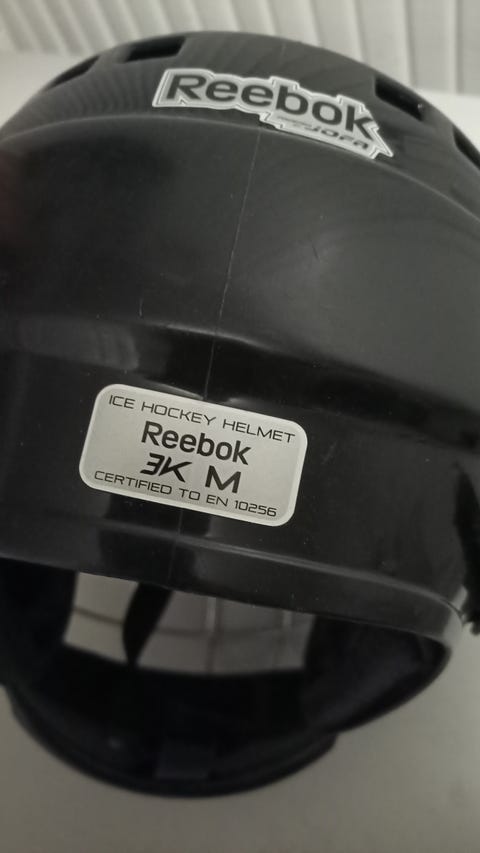 Reebok
JOFA
ICE HOCKEY HELMET
Reebok
3K M
CERTIFIED TO EN 10256